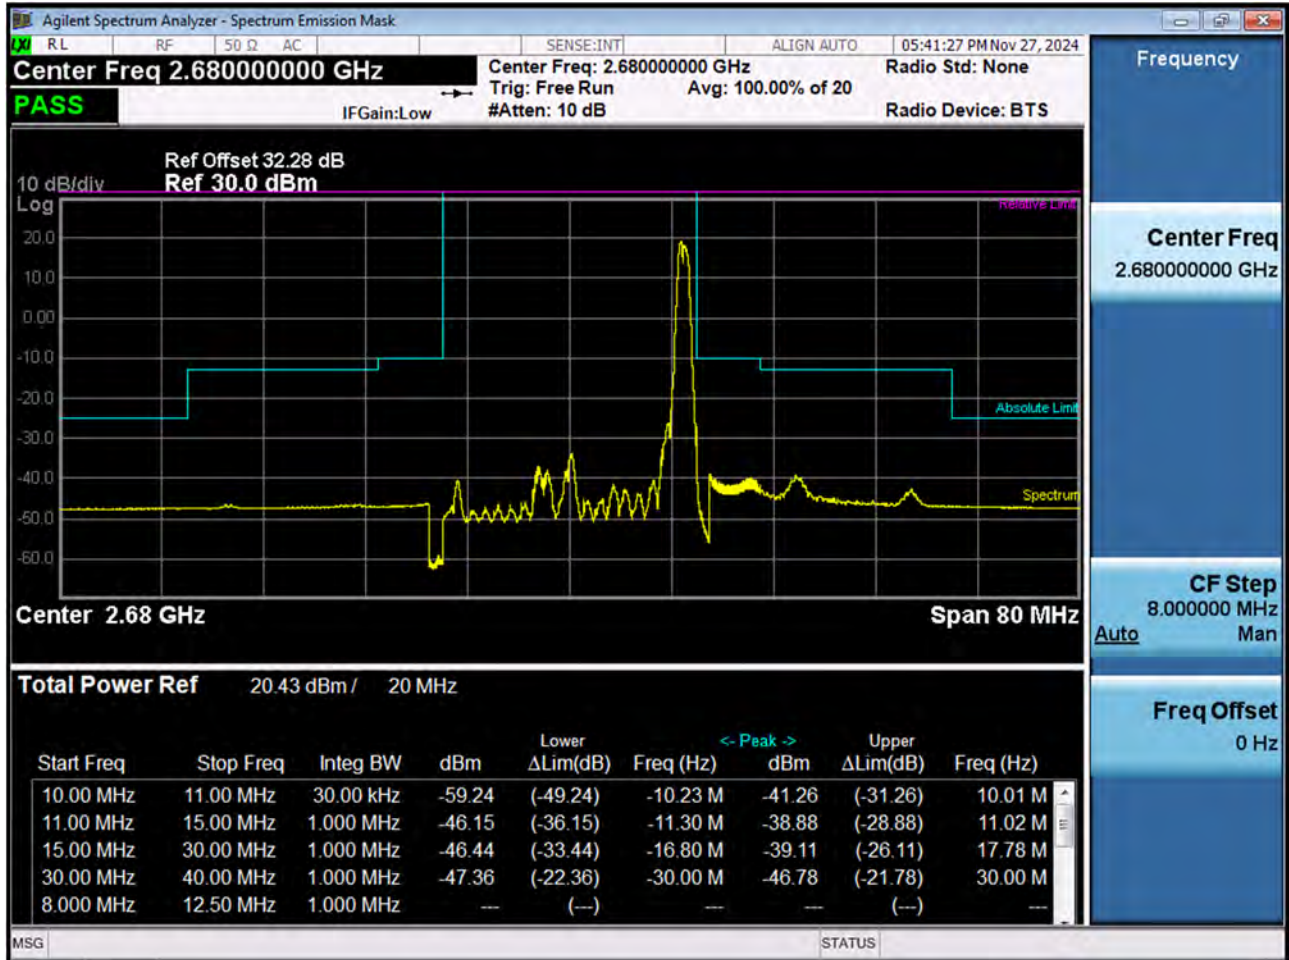 Agilent Spectrum Analyzer - Spectrum Emission Mask
LXI RL RF 50 Ω AC SENSE:INT ALIGN AUTO 05:41:27 PM Nov 27, 2024
Center Freq 2.680000000 GHz Center Freq: 2.680000000 GHz Radio Std: None
Trig: Free Run Avg: 100.00% of 20
PASS IFGain:Low #Atten: 10 dB Radio Device: BTS
Ref Offset 32.28 dB
10 dB/div Ref 30.0 dBm
Log
Relative Limit
20.0
10.0
0.00
-10.0
-20.0
Absolute Limit
-30.0
-40.0
Spectrum
-50.0
-60.0
Center 2.68 GHz Span 80 MHz
Total Power Ref 20.43 dBm / 20 MHz
Lower <- Peak -> Upper
Start Freq Stop Freq Integ BW dBm ΔLim(dB) Freq (Hz) dBm ΔLim(dB) Freq (Hz)
10.00 MHz 11.00 MHz 30.00 kHz -59.24 (-49.24) -10.23 M -41.26 (-31.26) 10.01 M
11.00 MHz 15.00 MHz 1.000 MHz -46.15 (-36.15) -11.30 M -38.88 (-28.88) 11.02 M
15.00 MHz 30.00 MHz 1.000 MHz -46.44 (-33.44) -16.80 M -39.11 (-26.11) 17.78 M
30.00 MHz 40.00 MHz 1.000 MHz -47.36 (-22.36) -30.00 M -46.78 (-21.78) 30.00 M
8.000 MHz 12.50 MHz 1.000 MHz --- (---) --- --- (---) ---
MSG STATUS
Frequency
Center Freq
2.680000000 GHz
CF Step
8.000000 MHz
Auto Man
Freq Offset
0 Hz